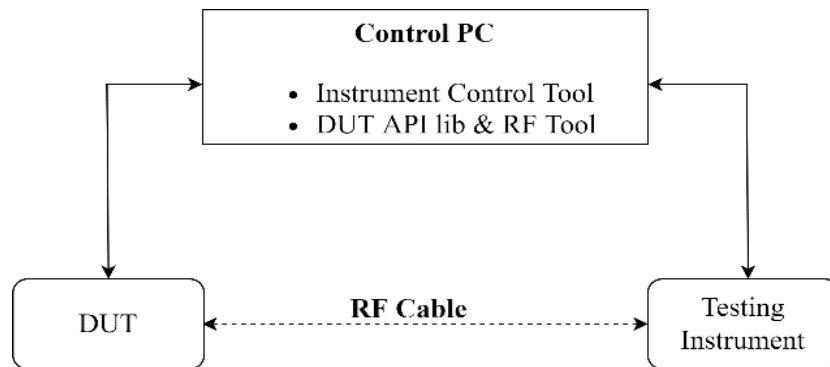 Control PC
• Instrument Control Tool
• DUT API lib & RF Tool
DUT
RF Cable
Testing
Instrument